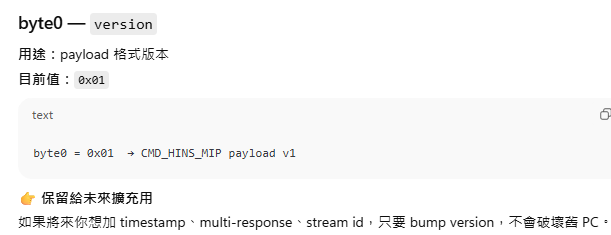 byte0 — version
用途：payload 格式版本
目前值：0x01
text
byte0 = 0x01 → CMD_HINS_MIP payload v1
👉 保留給未來擴充用
如果將來你想加 timestamp、multi-response、stream id，只要 bump version，不會破壞舊 PC。